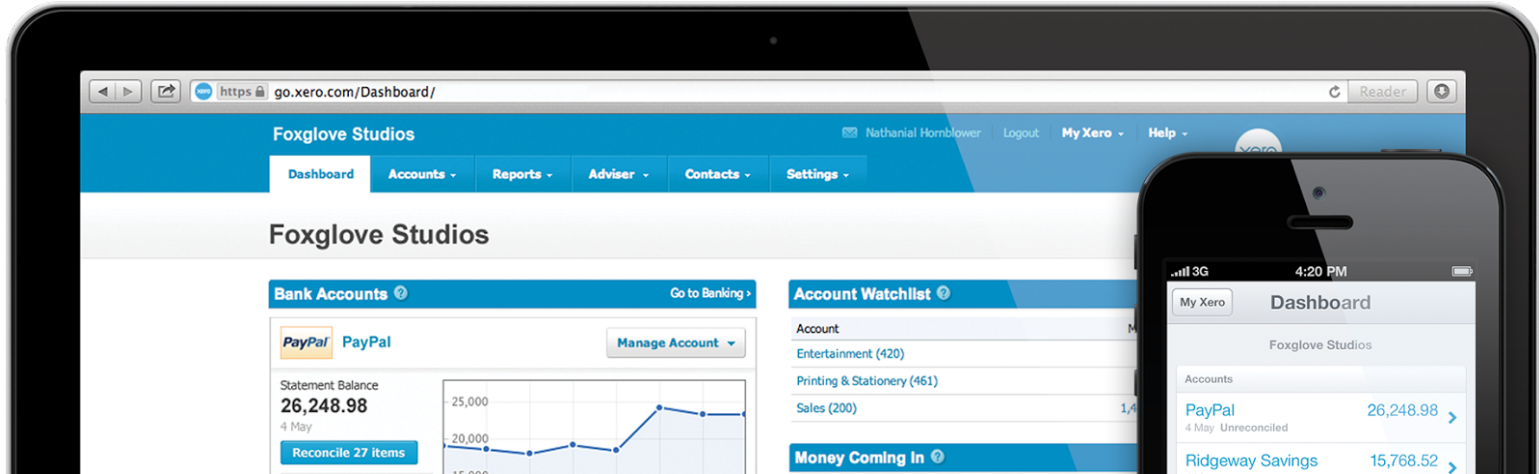 https go.xero.com/Dashboard/ Reader
Foxglove Studios Nathanial Hornblower Logout My Xero Help
xero
Dashboard Accounts Reports Adviser Contacts Settings
Foxglove Studios
Bank Accounts ? Go to Banking ›
Account Watchlist ?
PayPal PayPal Manage Account
Statement Balance
26,248.98
4 May
Reconcile 27 items
25,000
20,000
15,000
Account
Entertainment (420)
Printing & Stationery (461)
Sales (200)
Money Coming In ?
3G 4:20 PM
My Xero Dashboard
Foxglove Studios
Accounts
PayPal 26,248.98
4 May Unreconciled
Ridgeway Savings 15,768.52